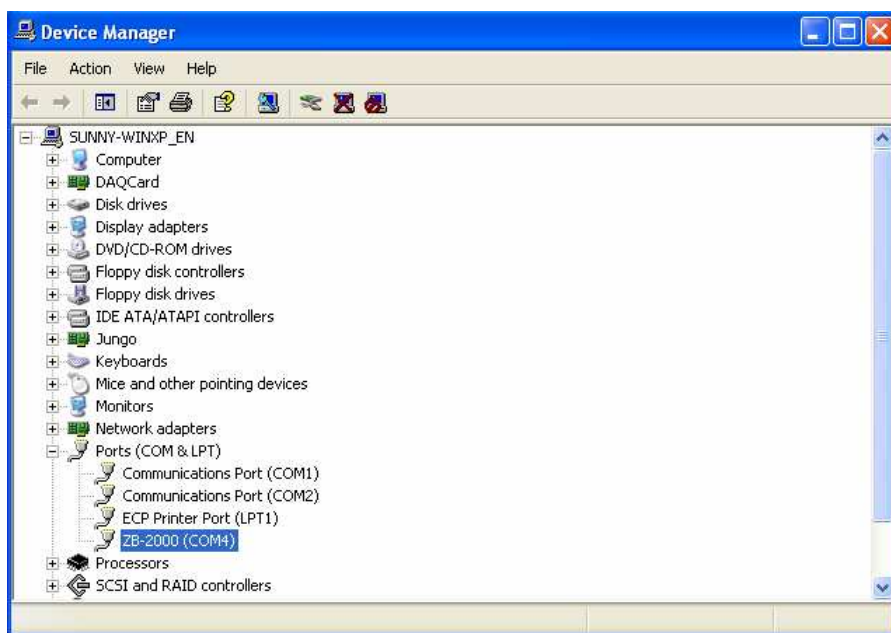 Device Manager
File Action View Help
SUNNY-WINXP_EN
Computer
DAQCard
Disk drives
Display adapters
DVD/CD-ROM drives
Floppy disk controllers
Floppy disk drives
IDE ATA/ATAPI controllers
Jungo
Keyboards
Mice and other pointing devices
Monitors
Network adapters
Ports (COM & LPT)
Communications Port (COM1)
Communications Port (COM2)
ECP Printer Port (LPT1)
ZB-2000 (COM4)
Processors
SCSI and RAID controllers